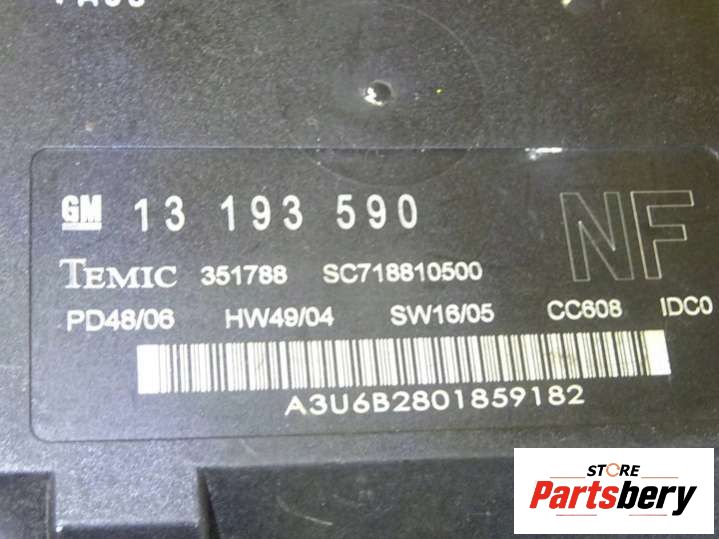 GM 13 193 590 NF
TEMIC 351788 SC718810500
PD48/06 HW49/04 SW16/05 CC608 IDC0
A3U6B2801859182
STORE
Partsbery